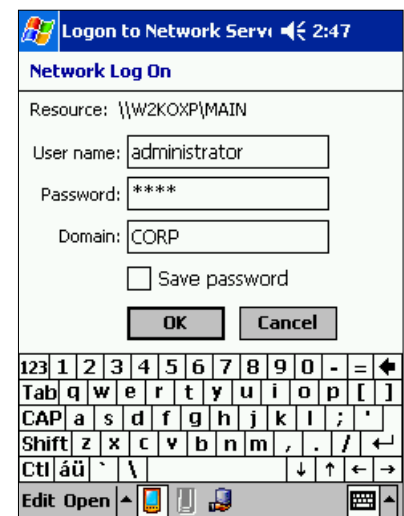 Logon to Network Serve 2:47
Network Log On
Resource: \\W2KOXP\MAIN
User name: administrator
Password: ****
Domain: CORP
Save password
OK Cancel
123 1 2 3 4 5 6 7 8 9 0 - =
Tab q w e r t y u i o p [ ]
CAP a s d f g h j k l ; '
Shift z x c v b n m , . /
Ctl áü ` \ ↓ ↑ ← →
Edit Open